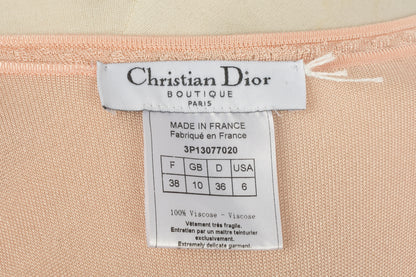 Christian Dior
BOUTIQUE
PARIS
MADE IN FRANCE
Fabriqué en France
3P13077020
F GB D USA
38 10 36 6
100% Viscose - Viscose
Vêtement très fragile.
Entretien par un maître teinturier
exclusivement.
Extremely delicate garment.